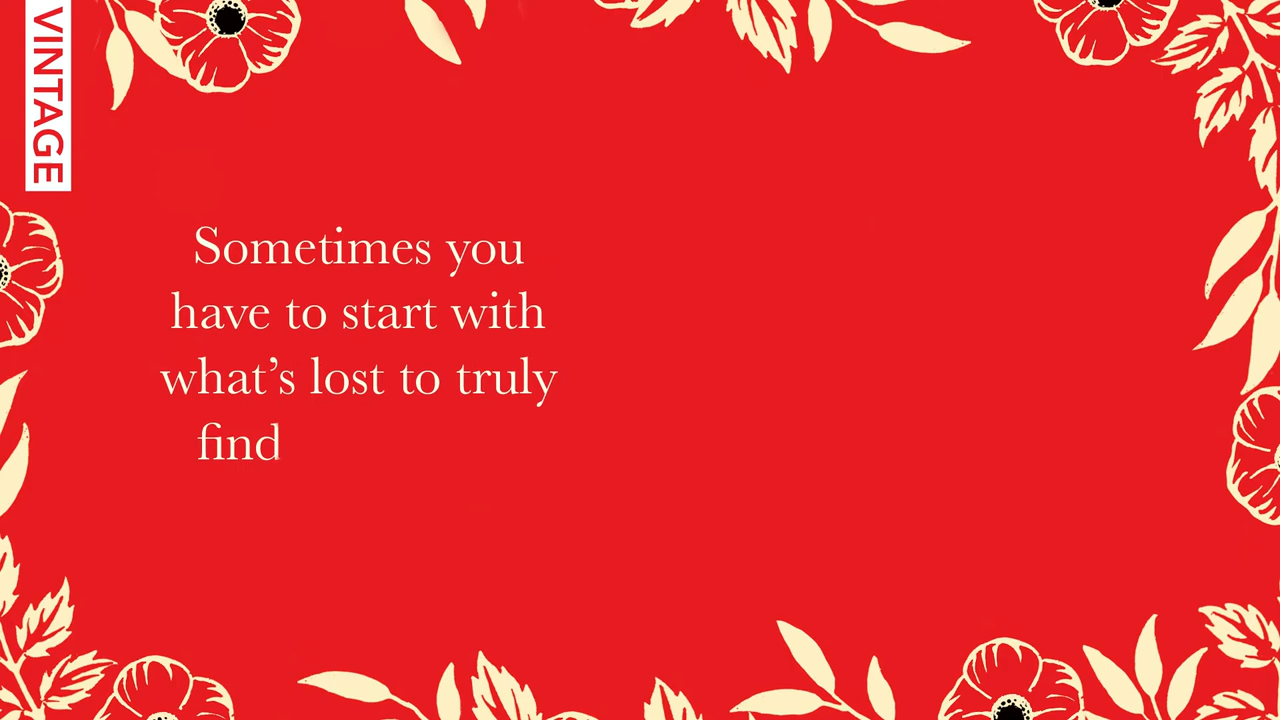 VINTAGE
Sometimes you
have to start with
what’s lost to truly
find